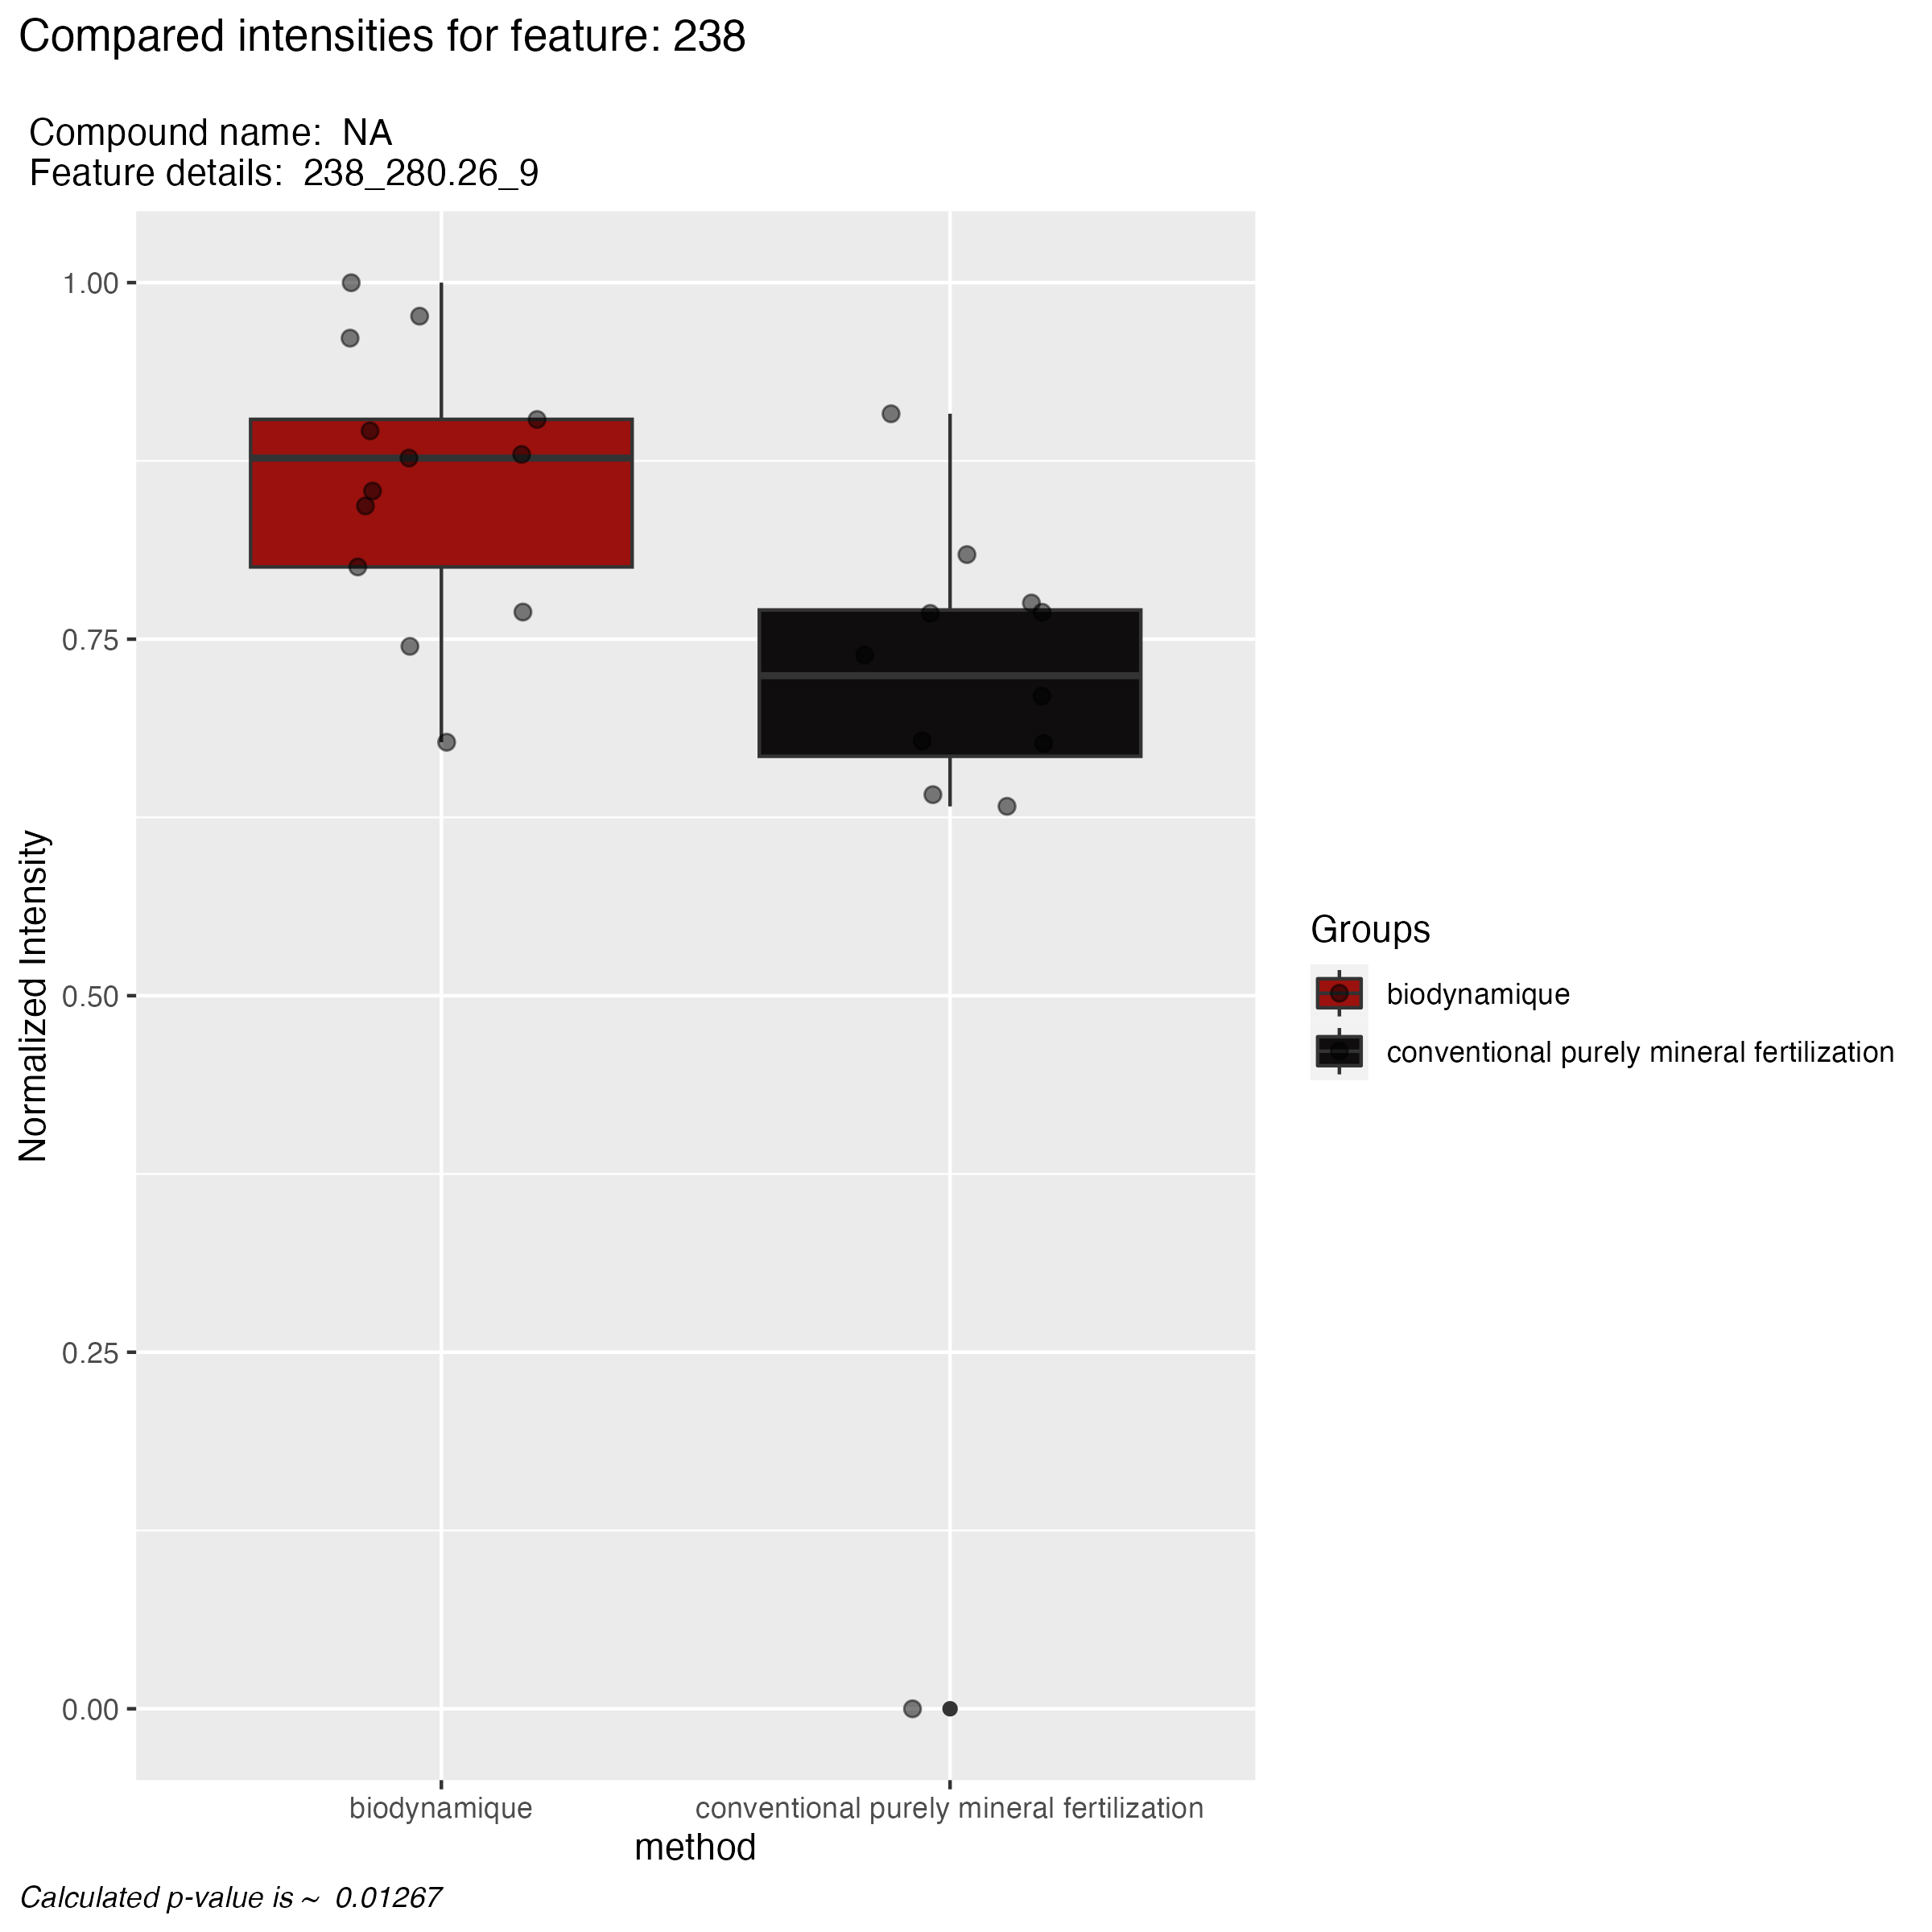 Compared intensities for feature: 238
Compound name: NA
Feature details: 238_280.26_9
1.00
0.75
0.50
0.25
0.00
Normalized Intensity
biodynamique
conventional purely mineral fertilization
method
Groups
biodynamique
conventional purely mineral fertilization
Calculated p-value is ~ 0.01267